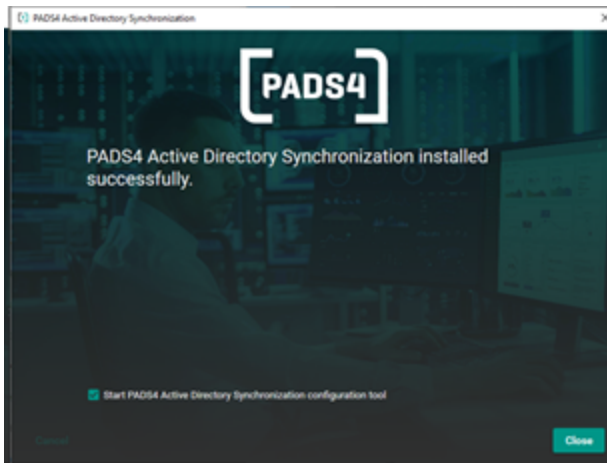 PADS4 Active Directory Synchronization
[PADS4]
PADS4 Active Directory Synchronization installed
successfully.
Start PADS4 Active Directory Synchronization configuration tool
Cancel
Close